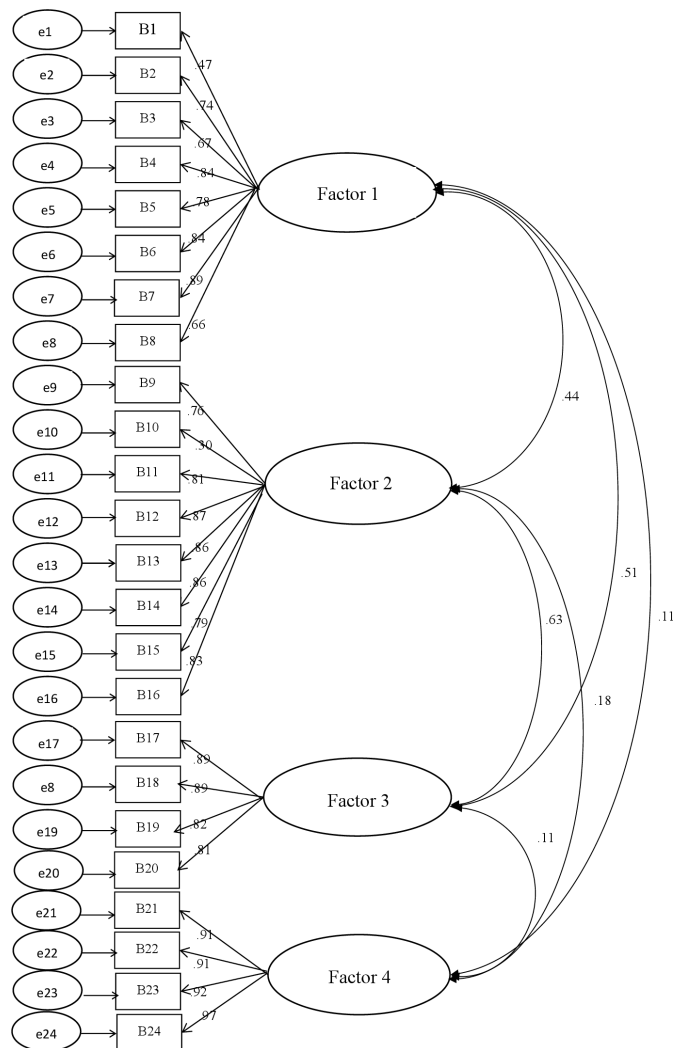 e1 B1
.47
e2 B2
.74
e3 B3
.67
e4 B4
.84
Factor 1
e5 B5
.78
e6 B6
.84
e7 B7
.89
e8 B8
.66
e9 B9
.44
.76
e10 B10
.30
e11 B11
.81
Factor 2
e12 B12
.87
e13 B13
.86
.51
e14 B14
.86
.63
.11
e15 B15
.79
e16 B16
.83
.18
e17 B17
.89
e8 B18
.89
Factor 3
e19 B19
.82
.11
e20 B20
.81
e21 B21
.91
e22 B22
.91
Factor 4
e23 B23
.92
e24 B24
.97